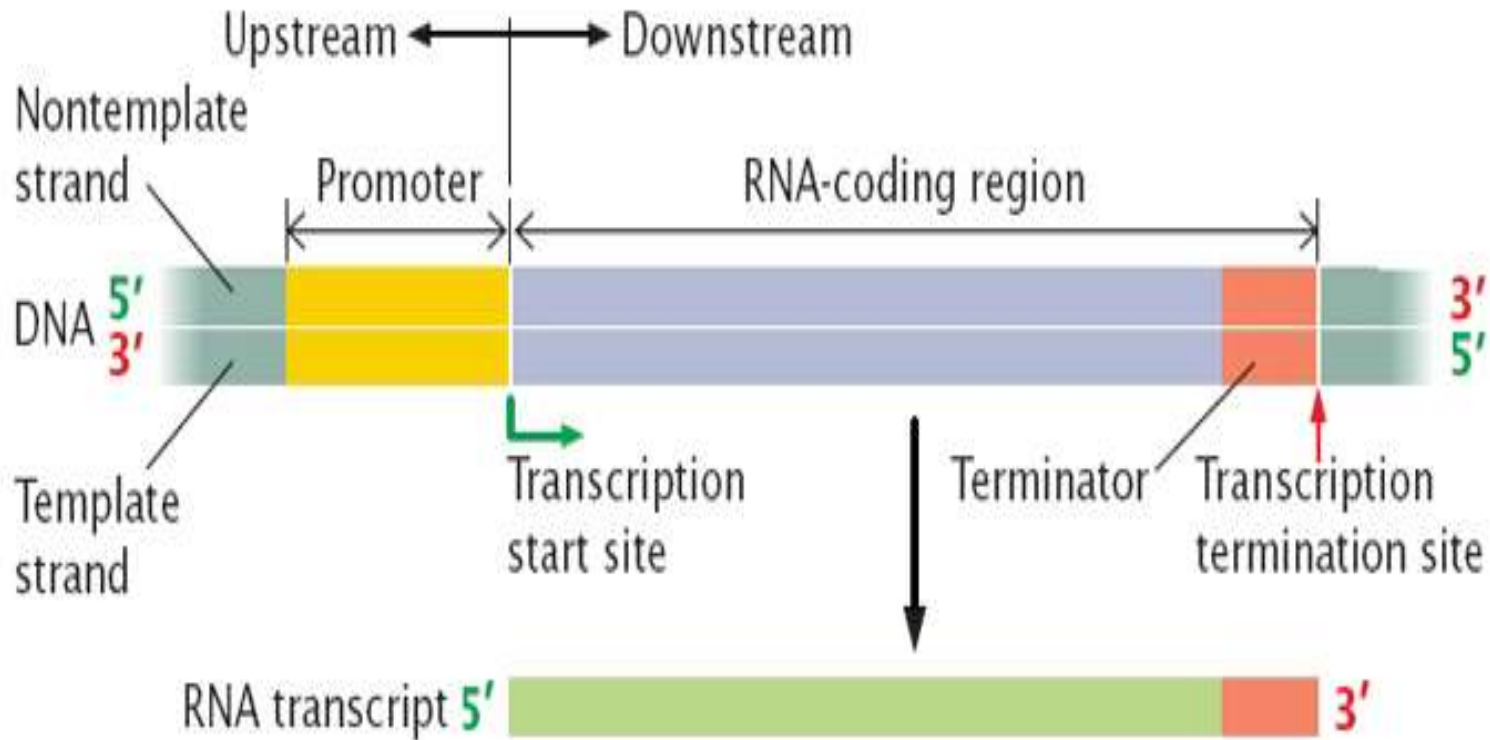 Upstream Downstream
Nontemplate
strand
Promoter RNA-coding region
DNA 5′ 3′
3′ 5′
Template
strand
Transcription
start site
Terminator
Transcription
termination site
RNA transcript 5′ 3′